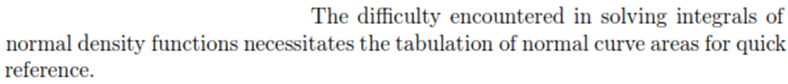 The difficulty encountered in solving integrals of
normal density functions necessitates the tabulation of normal curve areas for quick
reference.